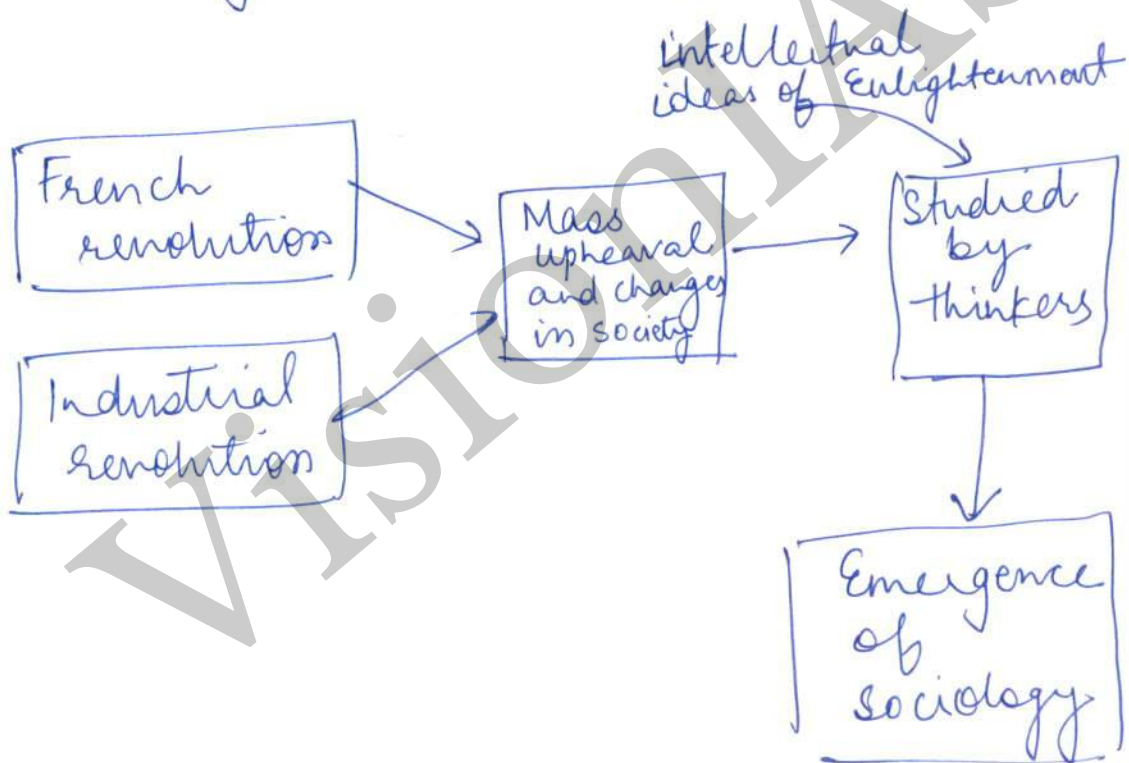 intellectual
ideas of Enlightenment
French
revolution
Industrial
revolution
Mass
upheaval
and changes
in society
Studied
by
thinkers
Emergence
of
sociology
VisionIAS